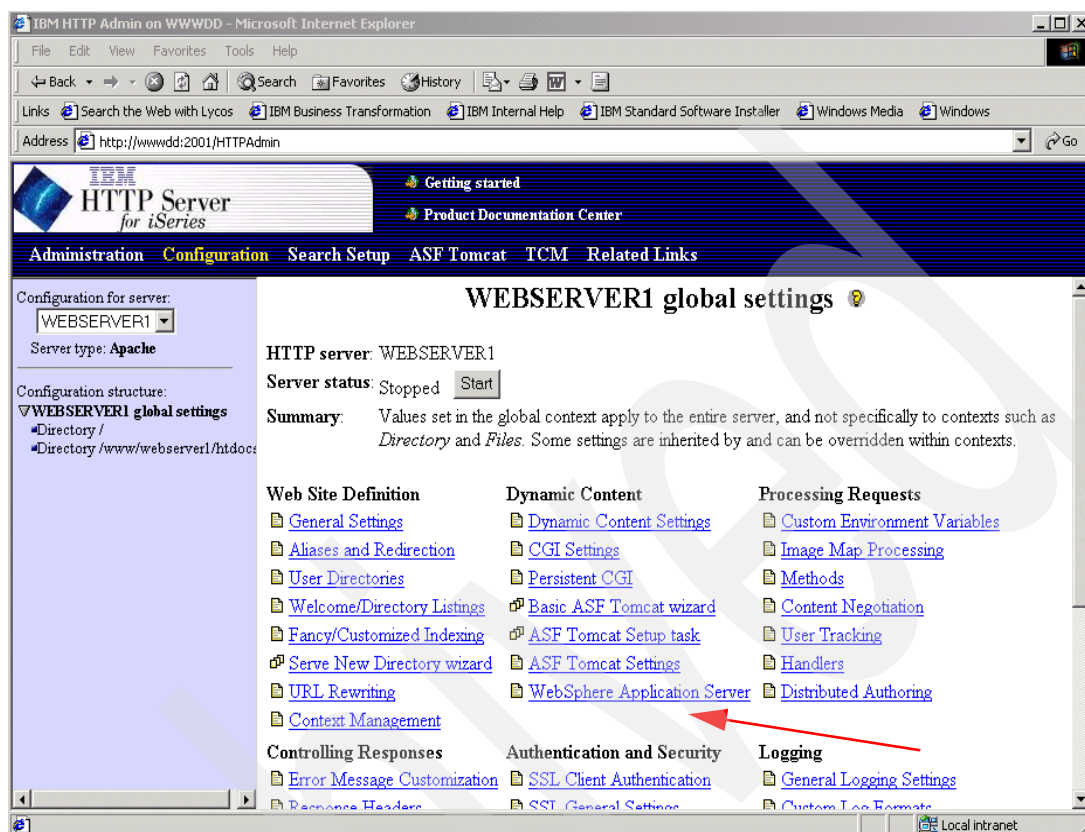 IBM HTTP Admin on WWWDD - Microsoft Internet Explorer
File Edit View Favorites Tools Help
Back Search Favorites History
Links Search the Web with Lycos IBM Business Transformation IBM Internal Help IBM Standard Software Installer Windows Media Windows
Address http://wwwdd:2001/HTTPAdmin Go
IBM
HTTP Server
for iSeries
Getting started
Product Documentation Center
Administration Configuration Search Setup ASF Tomcat TCM Related Links
Configuration for server:
WEBSERVER1
Server type: Apache
Configuration structure:
WEBSERVER1 global settings
Directory /
Directory /www/webserver1/htdocs
WEBSERVER1 global settings
HTTP server: WEBSERVER1
Server status: Stopped Start
Summary: Values set in the global context apply to the entire server, and not specifically to contexts such as
Directory and Files. Some settings are inherited by and can be overridden within contexts.
Web Site Definition Dynamic Content Processing Requests
General Settings Dynamic Content Settings Custom Environment Variables
Aliases and Redirection CGI Settings Image Map Processing
User Directories Persistent CGI Methods
Welcome/Directory Listings Basic ASF Tomcat wizard Content Negotiation
Fancy/Customized Indexing ASF Tomcat Setup task User Tracking
Serve New Directory wizard ASF Tomcat Settings Handlers
URL Rewriting WebSphere Application Server Distributed Authoring
Context Management
Controlling Responses Authentication and Security Logging
Error Message Customization SSL Client Authentication General Logging Settings
Response Headers SSL General Settings Custom Log Formats
Local intranet